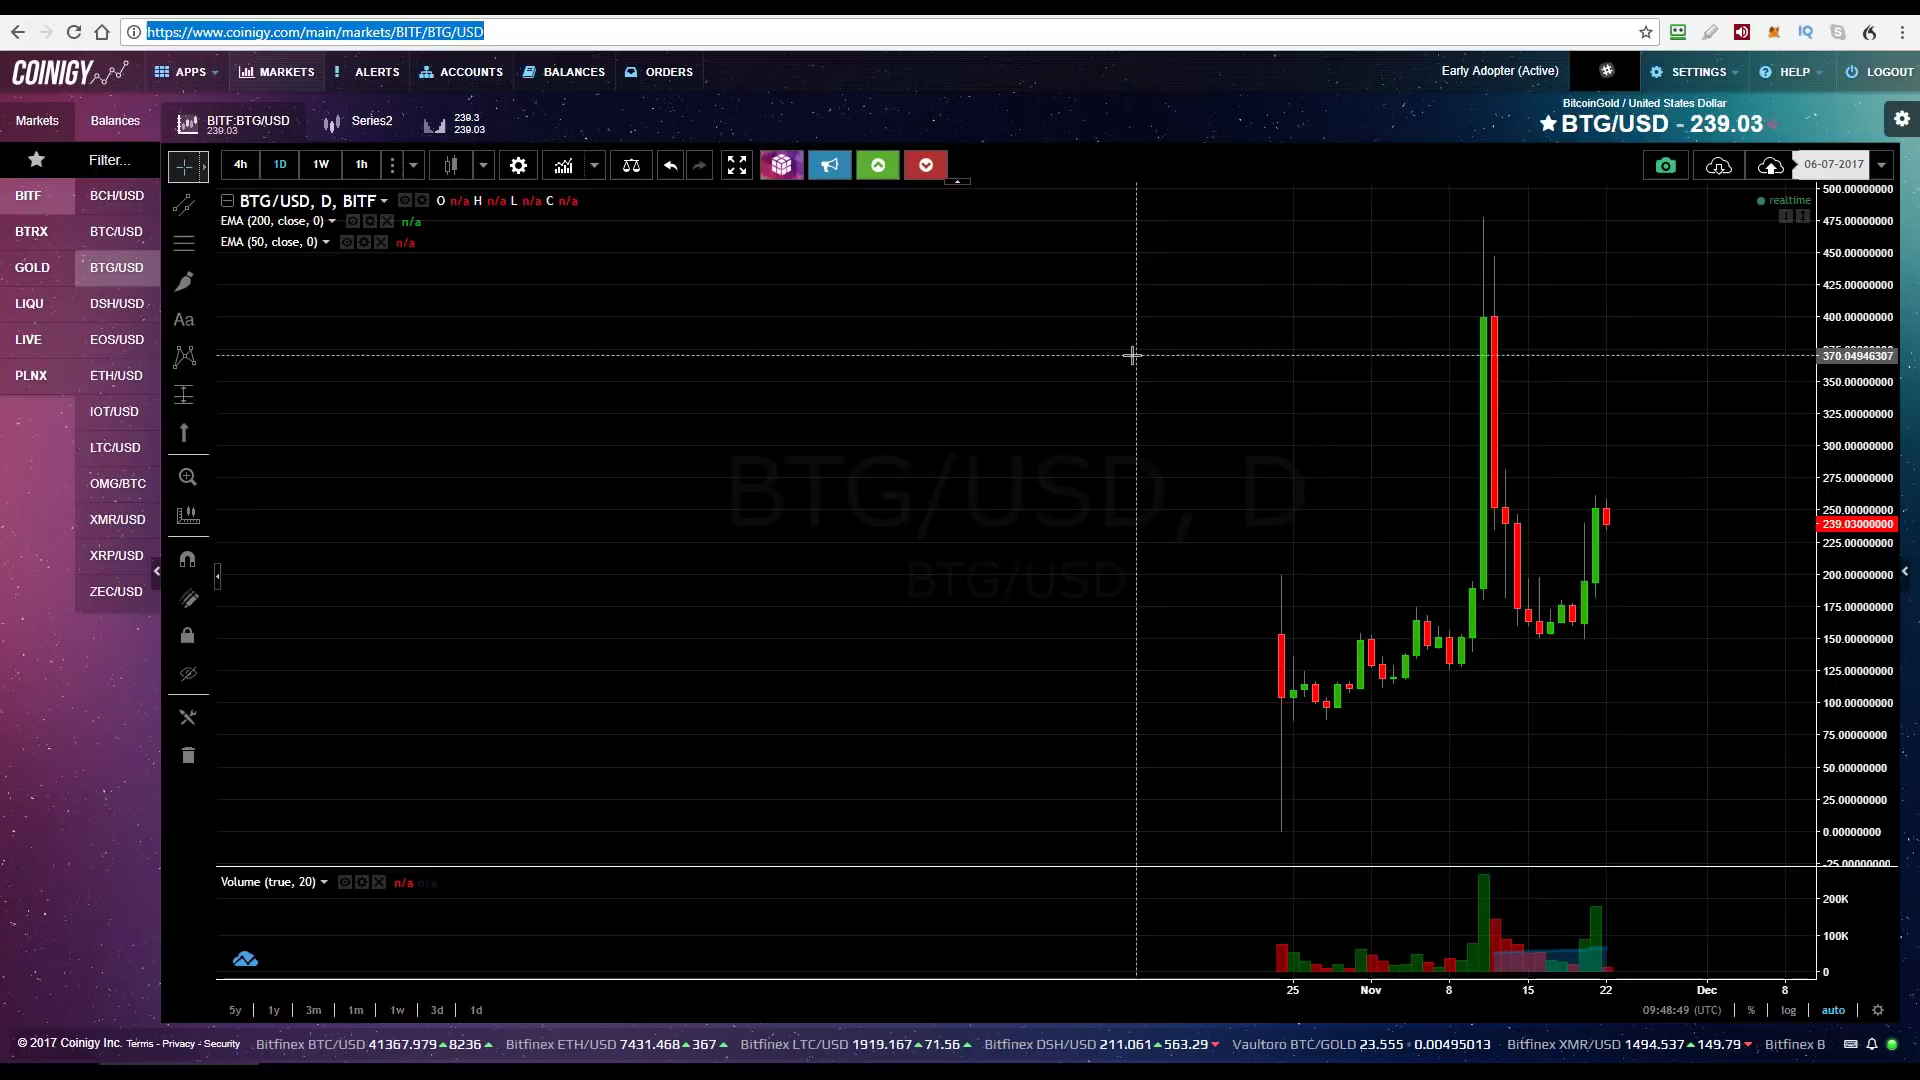 https://www.coinigy.com/main/markets/BITF/BTG/USD
COINIGY
APPS
MARKETS
ALERTS
ACCOUNTS
BALANCES
ORDERS
Early Adopter (Active)
SETTINGS
HELP
LOGOUT
Markets
Balances
BITF:BTG/USD
239.03
Series2
239.3
239.03
BitcoinGold / United States Dollar
BTG/USD - 239.03
Filter...
4h
1D
1W
1h
06-07-2017
BITF
BTRX
GOLD
LIQU
LIVE
PLNX
BCH/USD
BTC/USD
BTG/USD
DSH/USD
EOS/USD
ETH/USD
IOT/USD
LTC/USD
OMG/BTC
XMR/USD
XRP/USD
ZEC/USD
Aa
BTG/USD, D, BITF
O n/a H n/a L n/a C n/a
EMA (200, close, 0) n/a
EMA (50, close, 0) n/a
realtime
BTG/USD, D
BTG/USD
500.00000000
475.00000000
450.00000000
425.00000000
400.00000000
370.04946307
350.00000000
325.00000000
300.00000000
275.00000000
250.00000000
239.03000000
225.00000000
200.00000000
175.00000000
150.00000000
125.00000000
100.00000000
75.00000000
50.00000000
25.00000000
0.00000000
-25.00000000
Volume (true, 20) n/a n/a
200K
100K
0
25
Nov
8
15
22
Dec
8
5y
1y
3m
1m
1w
3d
1d
09:48:49 (UTC)
%
log
auto
© 2017 Coinigy Inc. Terms - Privacy - Security
Bitfinex BTC/USD 41367.979 8236
Bitfinex ETH/USD 7431.468 367
Bitfinex LTC/USD 1919.167 71.56
Bitfinex DSH/USD 211.061 563.29
Vaultoro BTC/GOLD 23.555 0.00495013
Bitfinex XMR/USD 1494.537 149.79
Bitfinex B